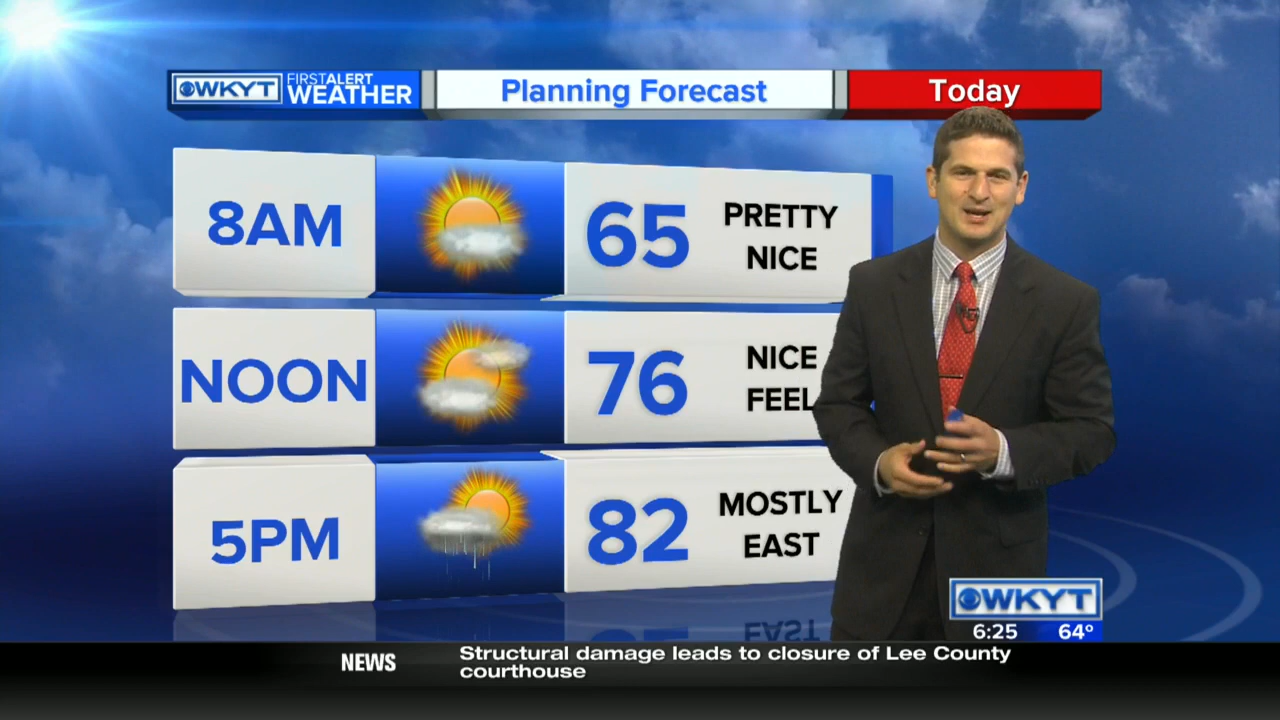 WKYT FIRST ALERT
WEATHER
Planning Forecast
Today
8AM
65
PRETTY
NICE
NOON
76
NICE
FEEL
5PM
82
MOSTLY
EAST
EAST
WKYT
6:25 64°
NEWS
Structural damage leads to closure of Lee County
courthouse